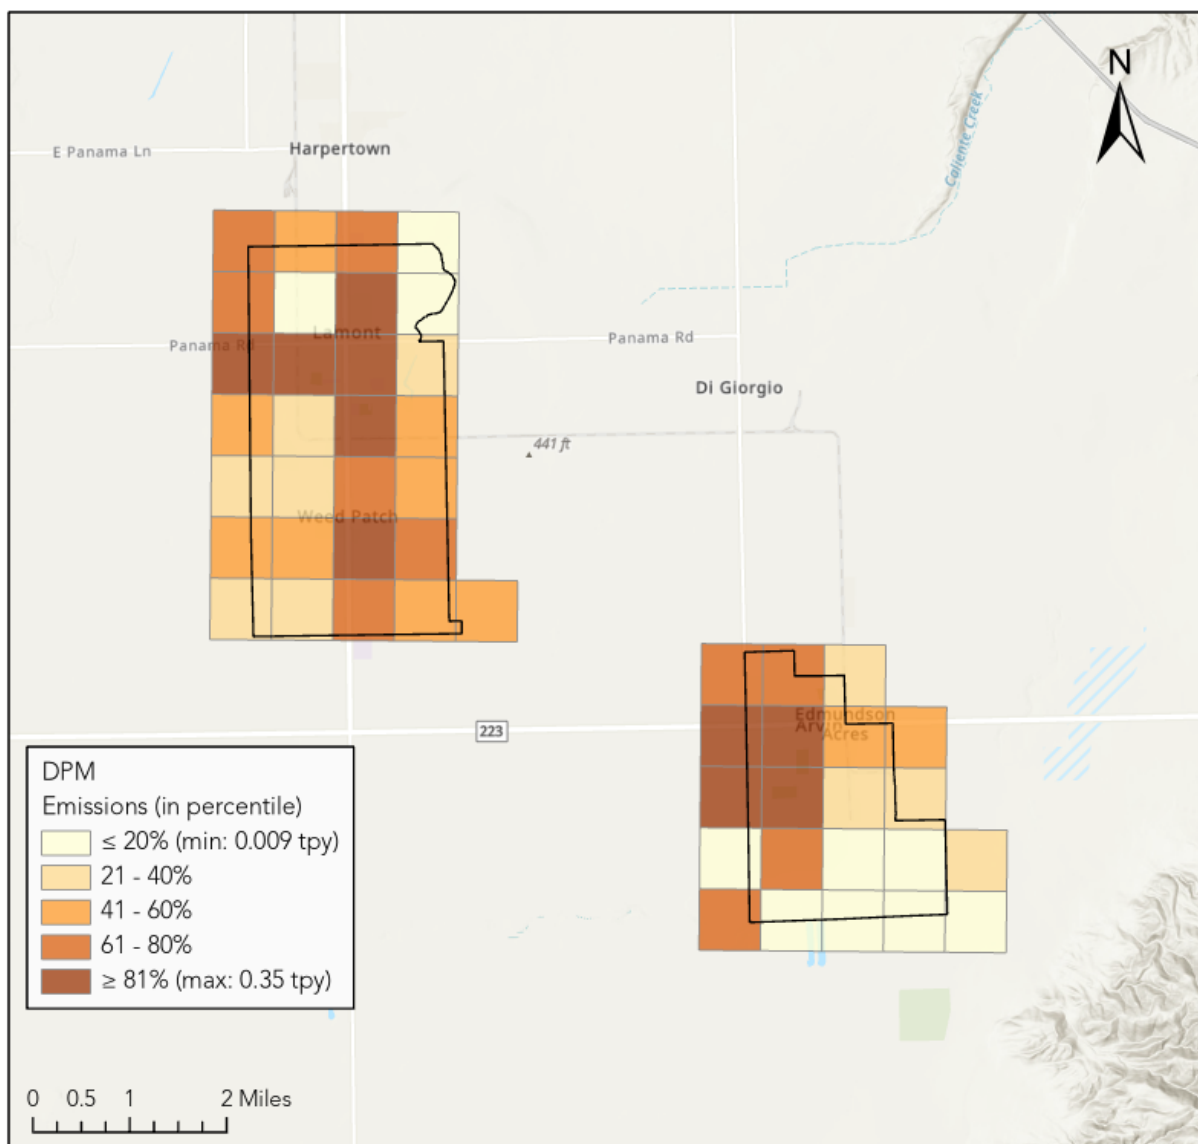 N
Caliente Creek
E Panama Ln
Harpertown
Lamont
Panama Rd
Panama Rd
Di Giorgio
441 ft
Weed Patch
Edmundson
Arvin
Acres
223
DPM
Emissions (in percentile)
≤ 20% (min: 0.009 tpy)
21 - 40%
41 - 60%
61 - 80%
≥ 81% (max: 0.35 tpy)
0 0.5 1 2 Miles